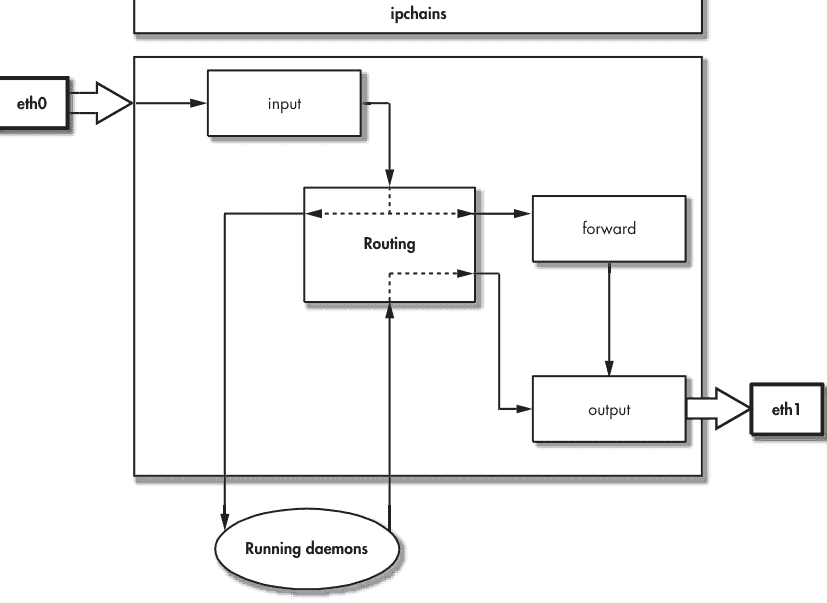 ipchains
eth0
input
Routing
forward
output
eth1
Running daemons